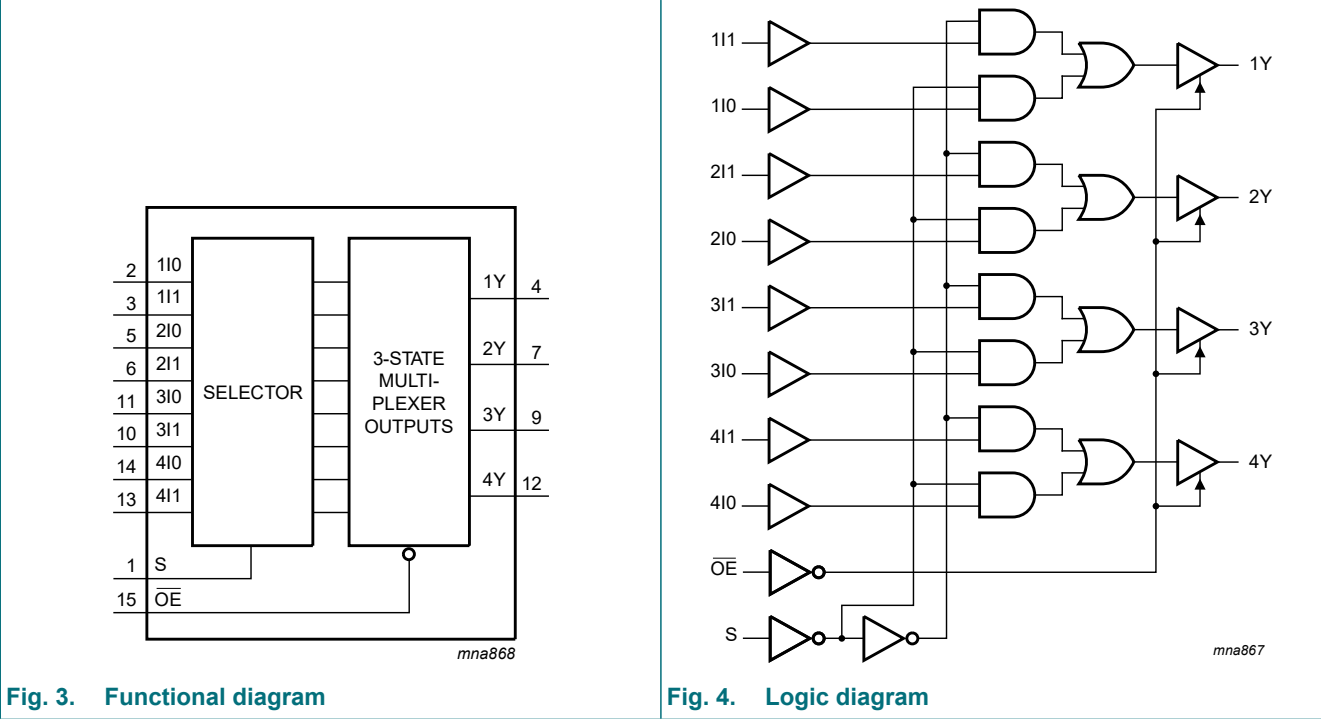 2 1I0
3 1I1
5 2I0
6 2I1
11 3I0
10 3I1
14 4I0
13 4I1
1 S
15 O̅E̅
SELECTOR
3-STATE
MULTI-
PLEXER
OUTPUTS
1Y 4
2Y 7
3Y 9
4Y 12
mna868
Fig. 3. Functional diagram
1I1
1I0
2I1
2I0
3I1
3I0
4I1
4I0
O̅E̅
S
1Y
2Y
3Y
4Y
mna867
Fig. 4. Logic diagram